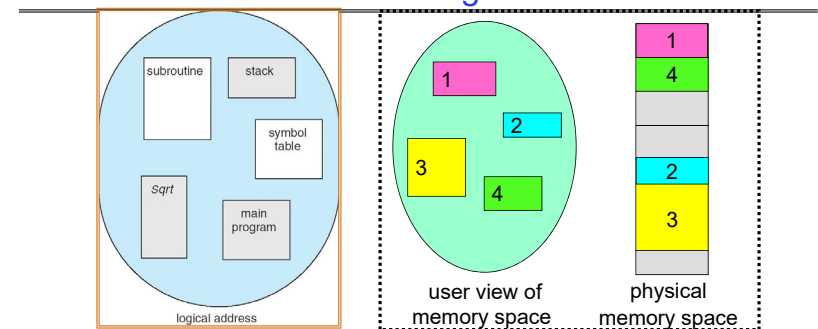 subroutine
stack
symbol
table
Sqrt
main
program
logical address
1
2
3
4
user view of
memory space
1
4
2
3
physical
memory space